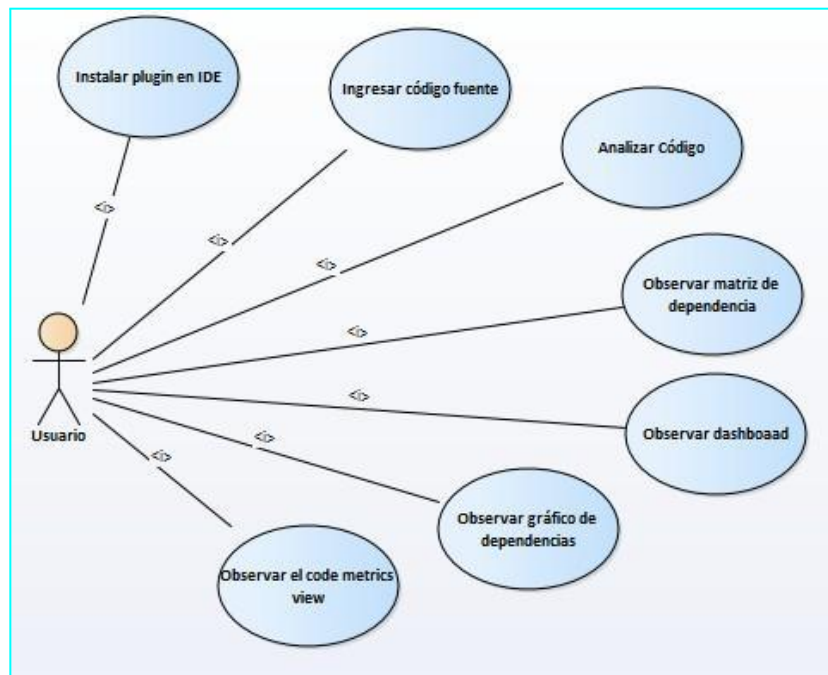 Instalar plugin en IDE
Ingresar código fuente
Analizar Código
Observar matriz de
dependencia
Observar dashboaad
Observar gráfico de
dependencias
Observar el code metrics
view
Usuario